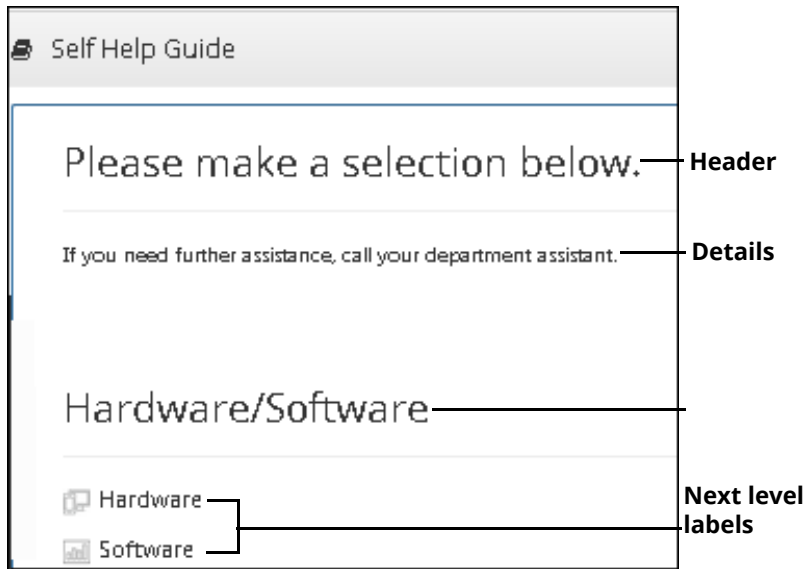 Self Help Guide
Please make a selection below.
Header
If you need further assistance, call your department assistant.
Details
Hardware/Software
Hardware
Next level
labels
Software